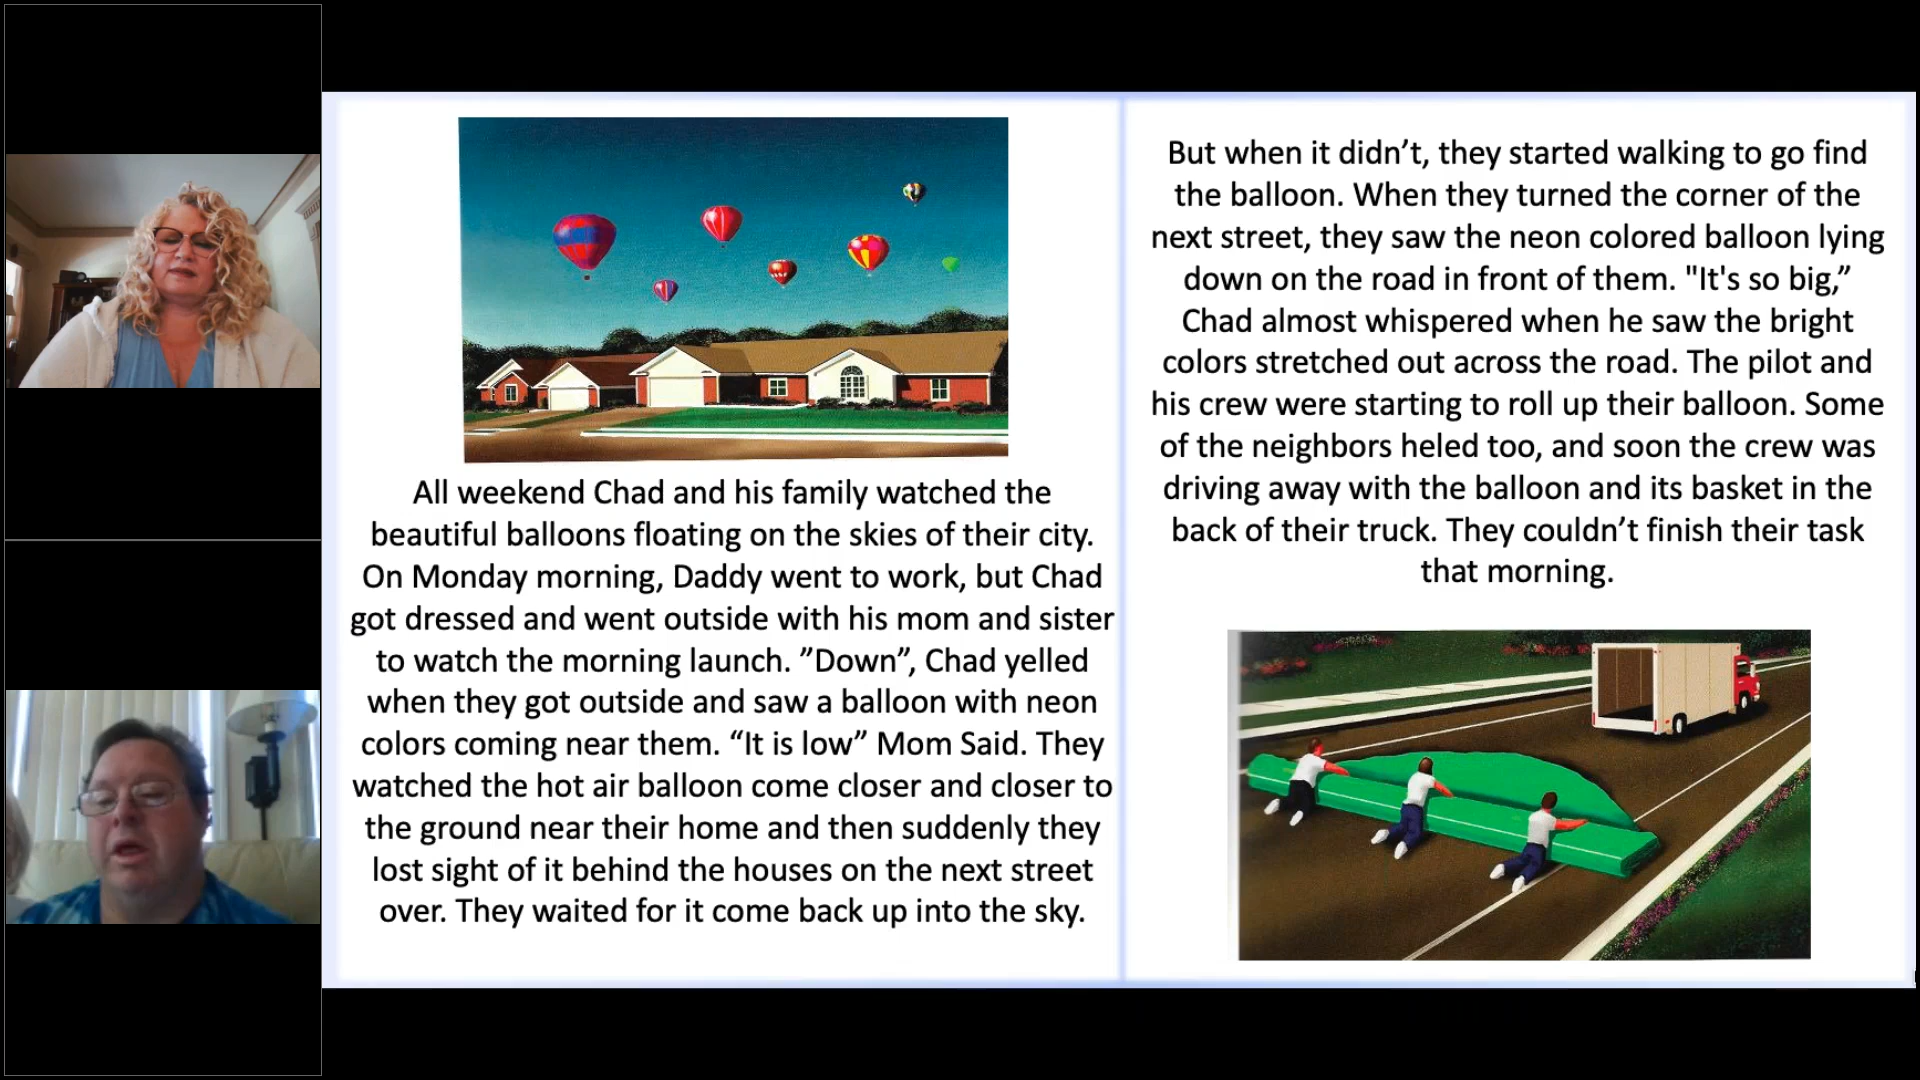 All weekend Chad and his family watched the
beautiful balloons floating on the skies of their city.
On Monday morning, Daddy went to work, but Chad
got dressed and went outside with his mom and sister
to watch the morning launch. ”Down”, Chad yelled
when they got outside and saw a balloon with neon
colors coming near them. “It is low” Mom Said. They
watched the hot air balloon come closer and closer to
the ground near their home and then suddenly they
lost sight of it behind the houses on the next street
over. They waited for it come back up into the sky.
But when it didn’t, they started walking to go find
the balloon. When they turned the corner of the
next street, they saw the neon colored balloon lying
down on the road in front of them. "It's so big,”
Chad almost whispered when he saw the bright
colors stretched out across the road. The pilot and
his crew were starting to roll up their balloon. Some
of the neighbors heled too, and soon the crew was
driving away with the balloon and its basket in the
back of their truck. They couldn’t finish their task
that morning.